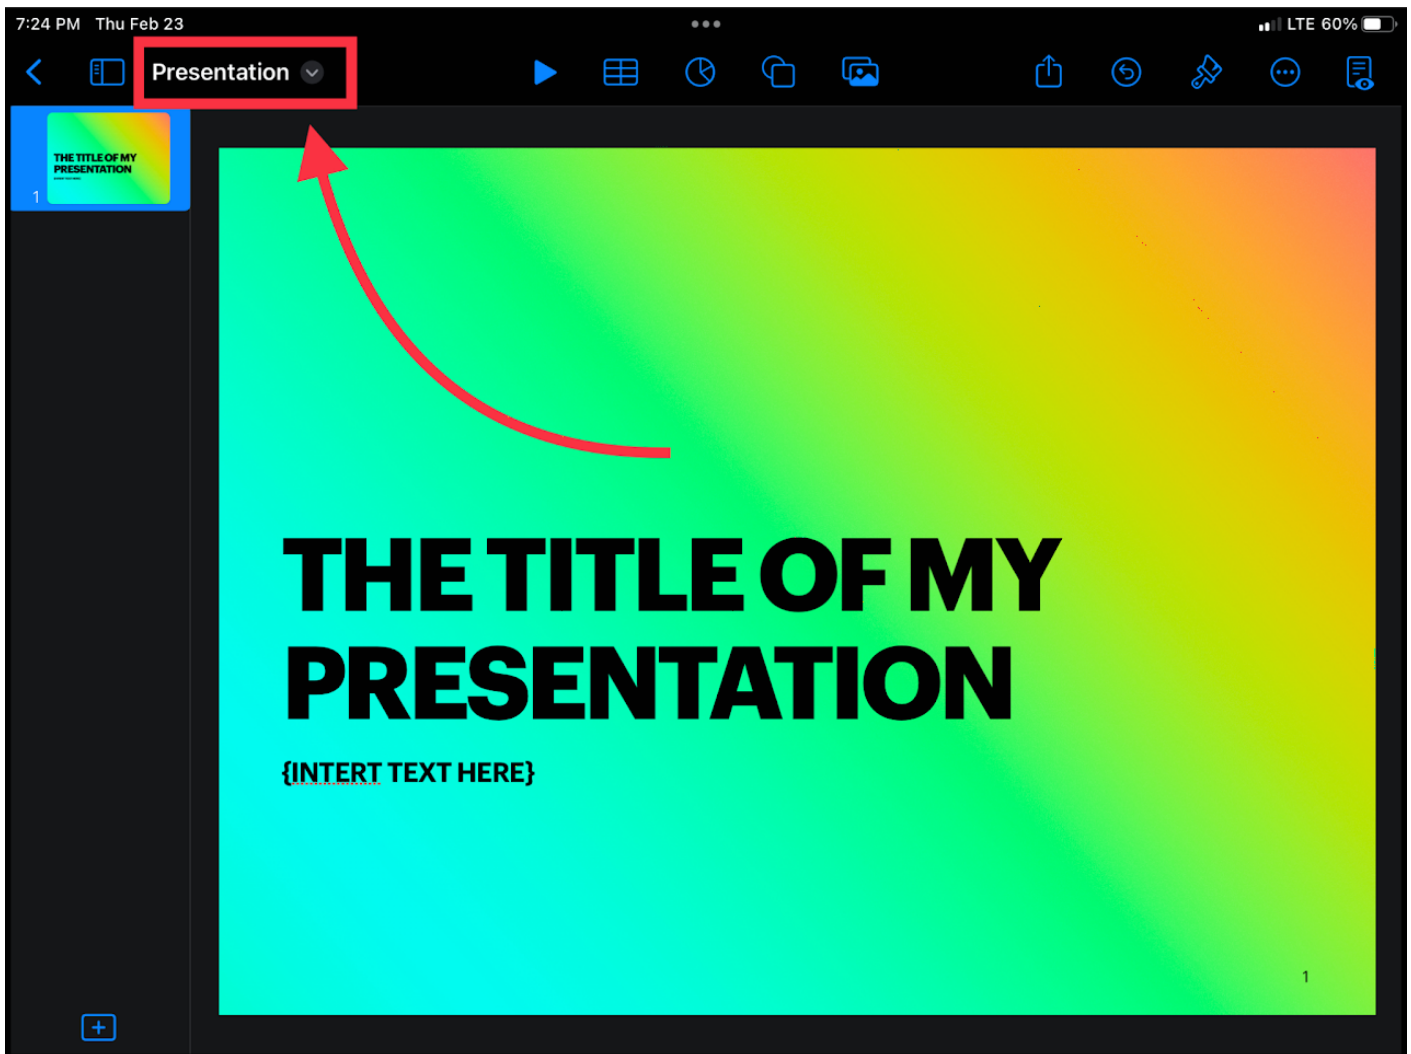 7:24 PM Thu Feb 23
LTE 60%
Presentation
THE TITLE OF MY
PRESENTATION
1
THE TITLE OF MY
PRESENTATION
{INTERT TEXT HERE}
1